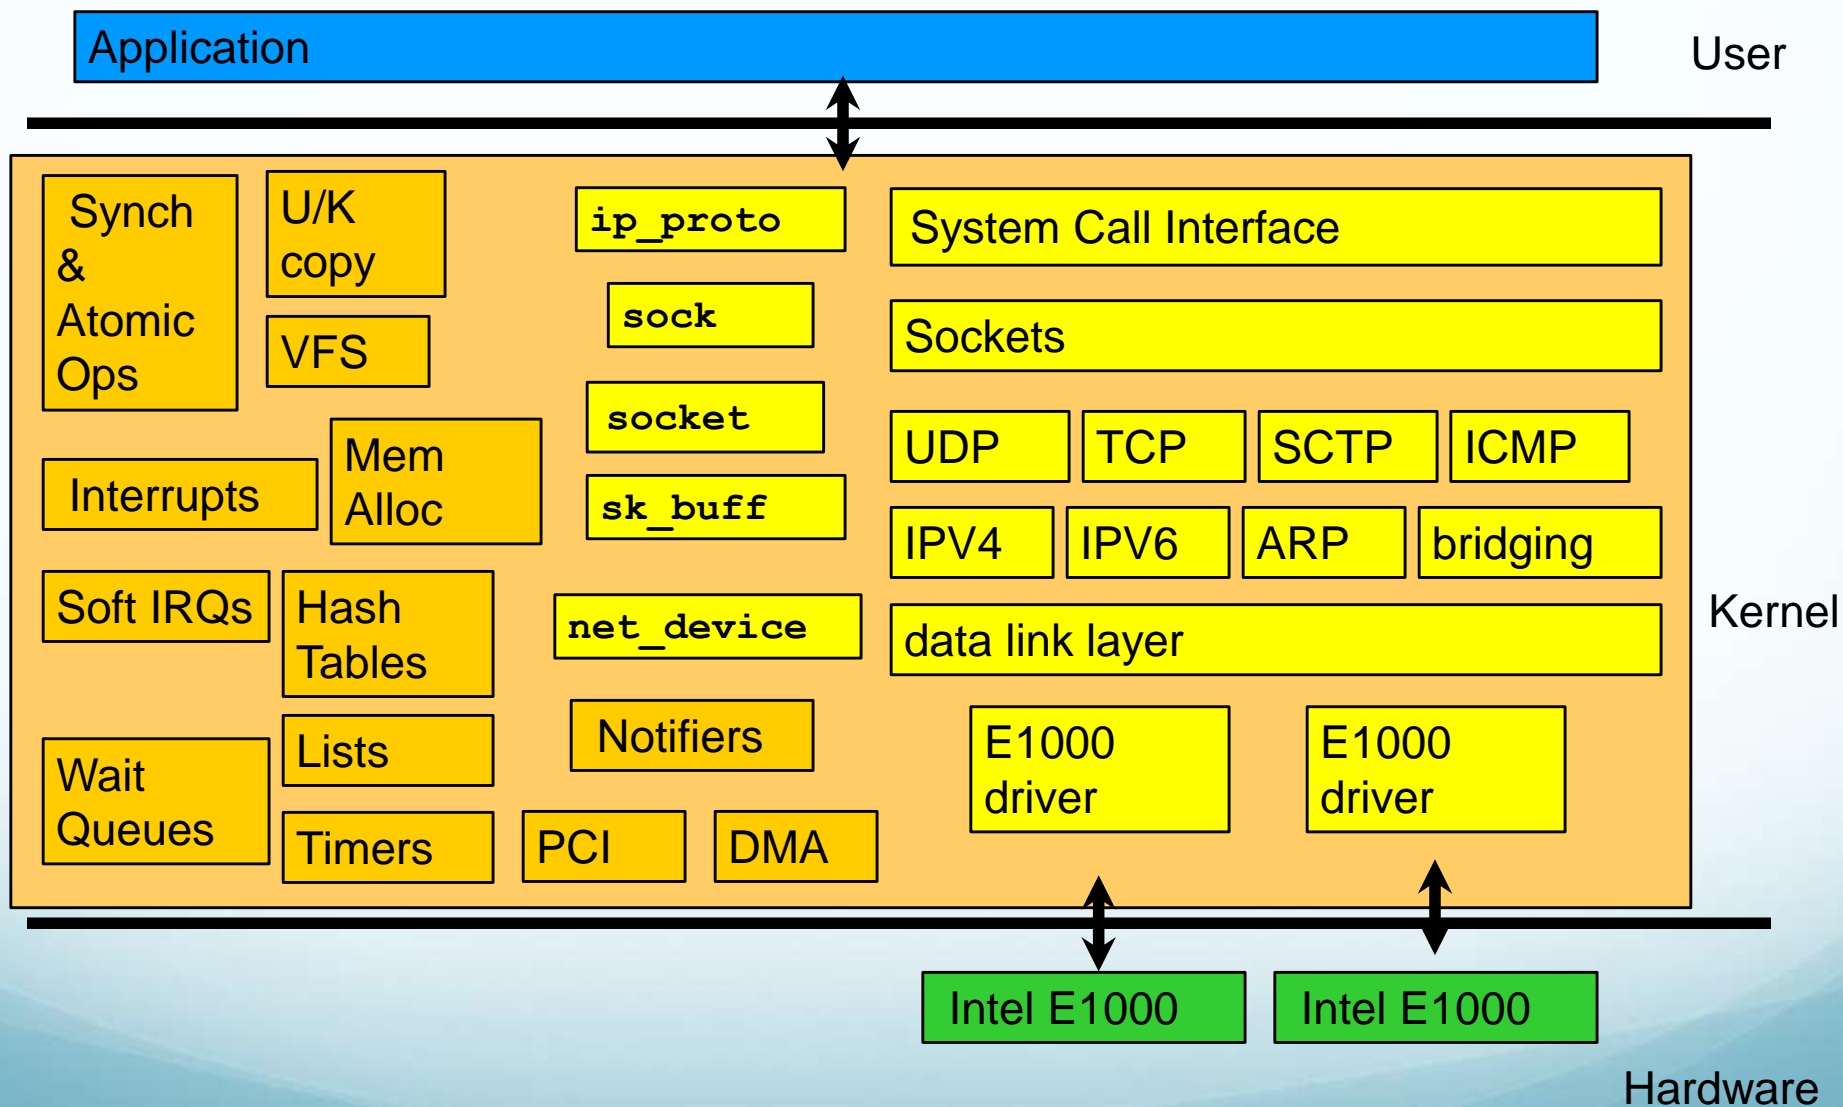 Application
User
Synch
&
Atomic
Ops
U/K
copy
VFS
Interrupts
Mem
Alloc
Soft IRQs
Hash
Tables
Wait
Queues
Lists
Timers
PCI
DMA
ip_proto
sock
socket
sk_buff
net_device
Notifiers
System Call Interface
Sockets
UDP
TCP
SCTP
ICMP
IPV4
IPV6
ARP
bridging
data link layer
E1000
driver
E1000
driver
Kernel
Intel E1000
Intel E1000
Hardware